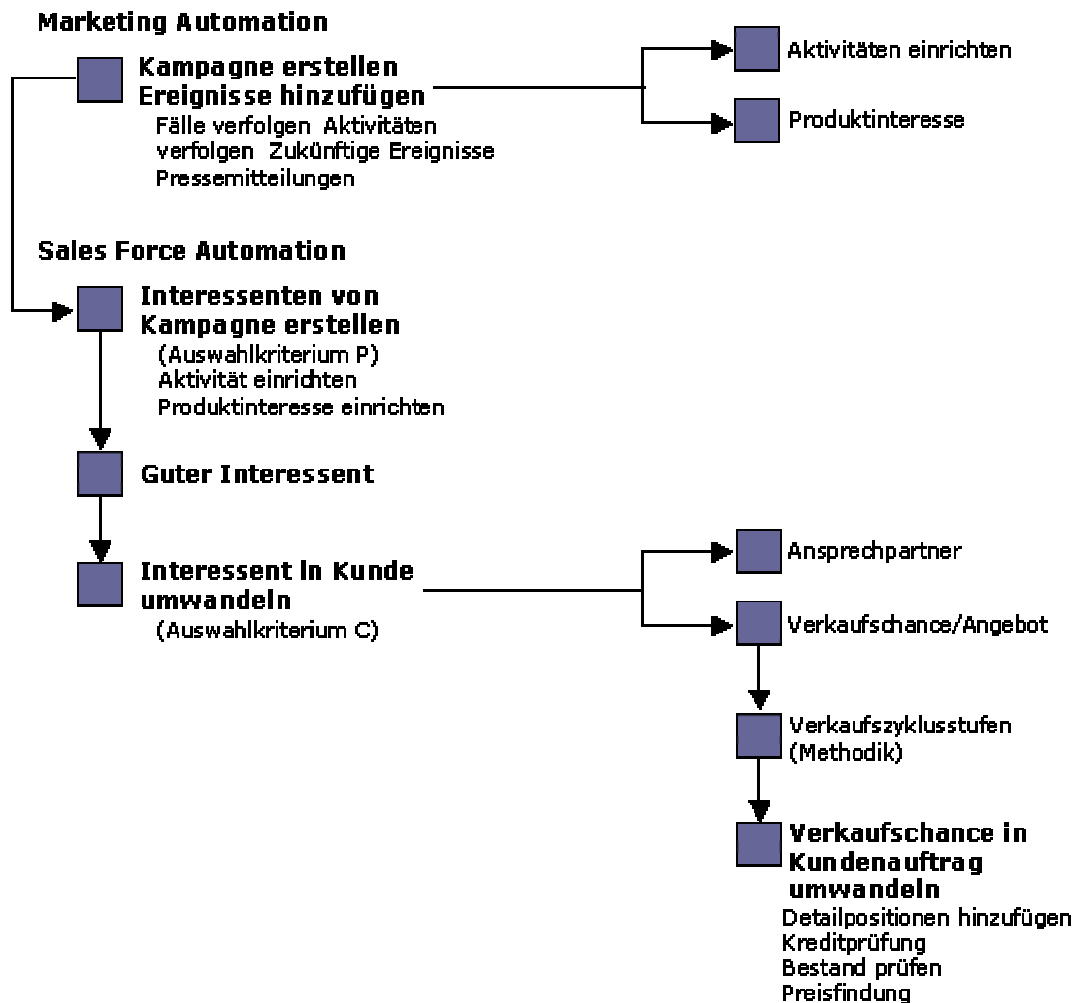 Marketing Automation
Kampagne erstellen
Ereignisse hinzufügen
Fälle verfolgen Aktivitäten
verfolgen Zukünftige Ereignisse
Pressemitteilungen
Aktivitäten einrichten
Produktinteresse
Sales Force Automation
Interessenten von
Kampagne erstellen
(Auswahlkriterium P)
Aktivität einrichten
Produktinteresse einrichten
Guter Interessent
Interessent in Kunde
umwandeln
(Auswahlkriterium C)
Ansprechpartner
Verkaufschance/Angebot
Verkaufszyklusstufen
(Methodik)
Verkaufschance in
Kundenauftrag
umwandeln
Detailpositionen hinzufügen
Kreditprüfung
Bestand prüfen
Preisfindung